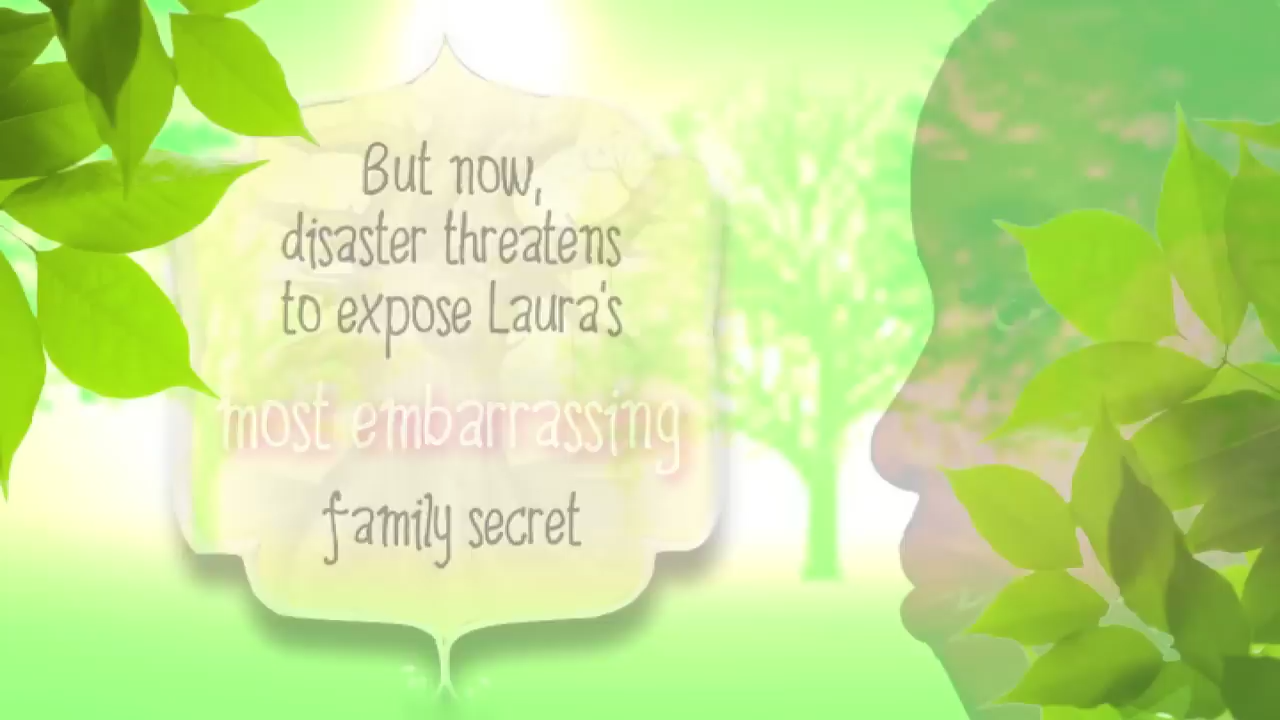 But now,
disaster threatens
to expose Laura's
most embarrassing
family secret